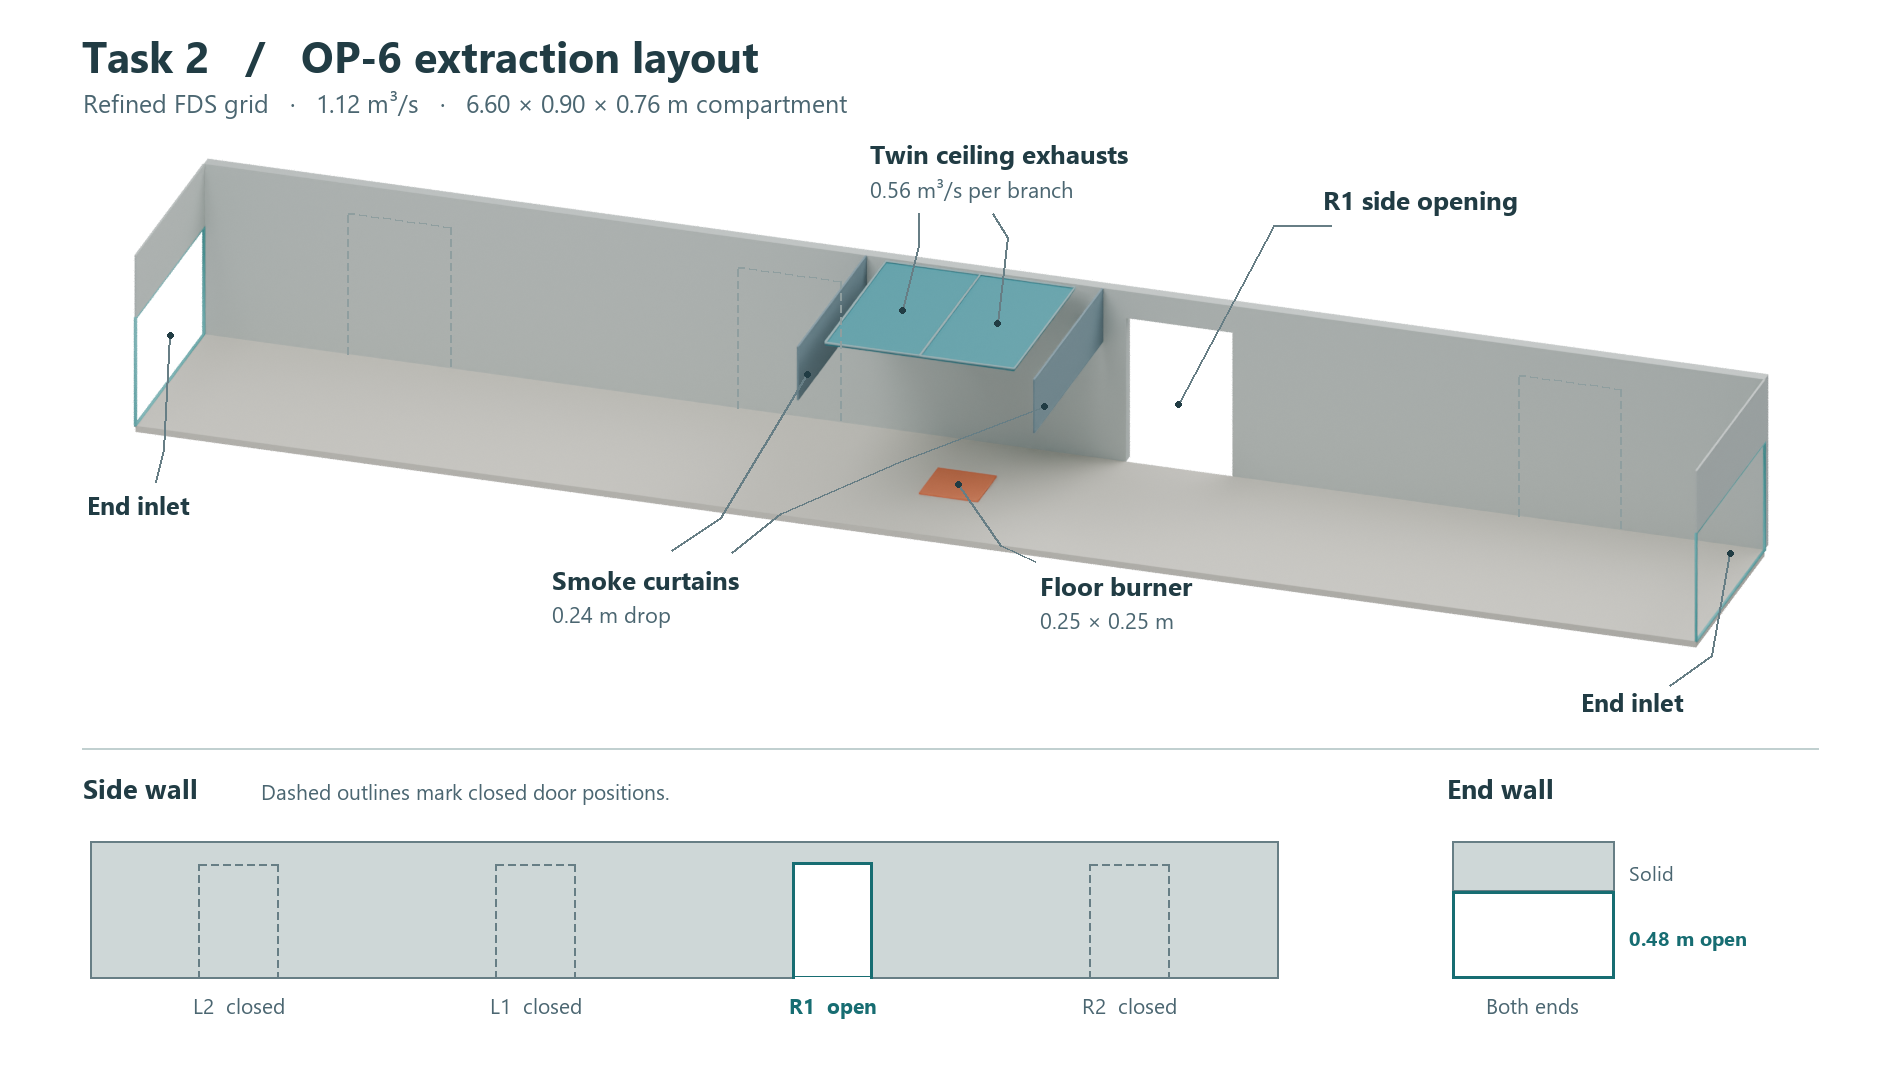 Task 2 / OP-6 extraction layout
Refined FDS grid · 1.12 m³/s · 6.60 × 0.90 × 0.76 m compartment
Twin ceiling exhausts
0.56 m³/s per branch
R1 side opening
End inlet
Smoke curtains
0.24 m drop
Floor burner
0.25 × 0.25 m
End inlet
Side wall
Dashed outlines mark closed door positions.
End wall
Solid
0.48 m open
L2 closed
L1 closed
R1 open
R2 closed
Both ends